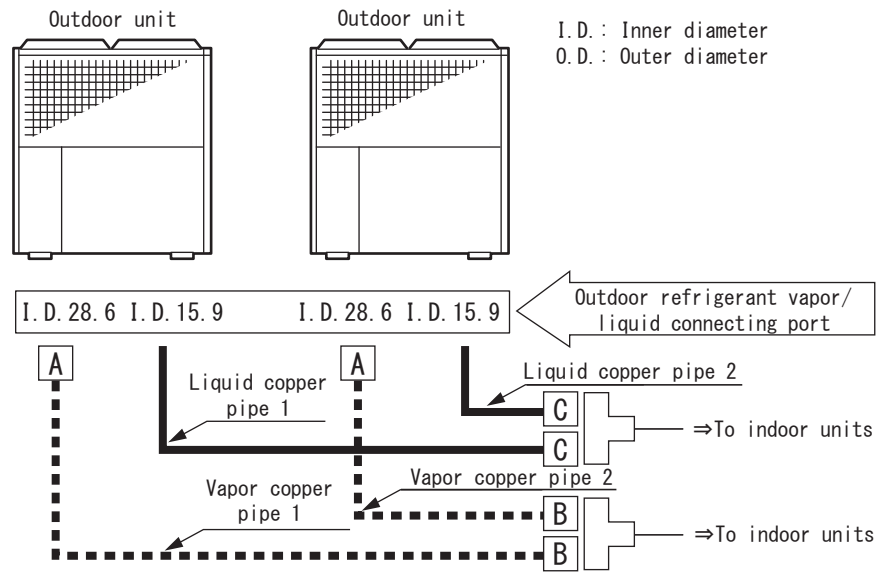 Outdoor unit
Outdoor unit
I.D.: Inner diameter
O.D.: Outer diameter
I.D.28.6 I.D.15.9
I.D.28.6 I.D.15.9
Outdoor refrigerant vapor/
liquid connecting port
A
A
Liquid copper
pipe 1
Liquid copper pipe 2
C
C
⇒To indoor units
Vapor copper
pipe 1
Vapor copper pipe 2
B
B
⇒To indoor units